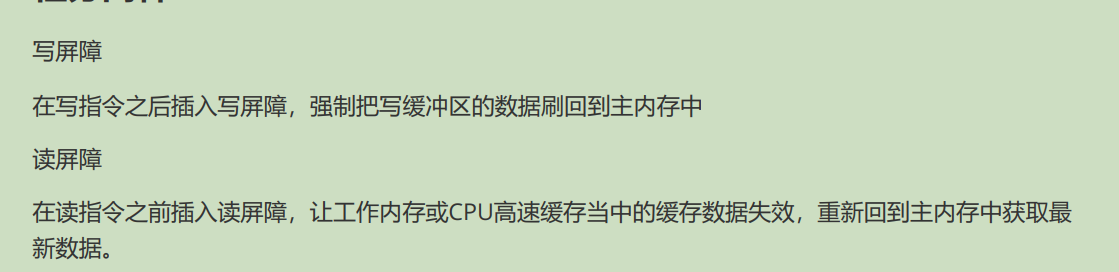 写屏障
在写指令之后插入写屏障，强制把写缓冲区的数据刷回到主内存中
读屏障
在读指令之前插入读屏障，让工作内存或CPU高速缓存当中的缓存数据失效，重新回到主内存中获取最
新数据。